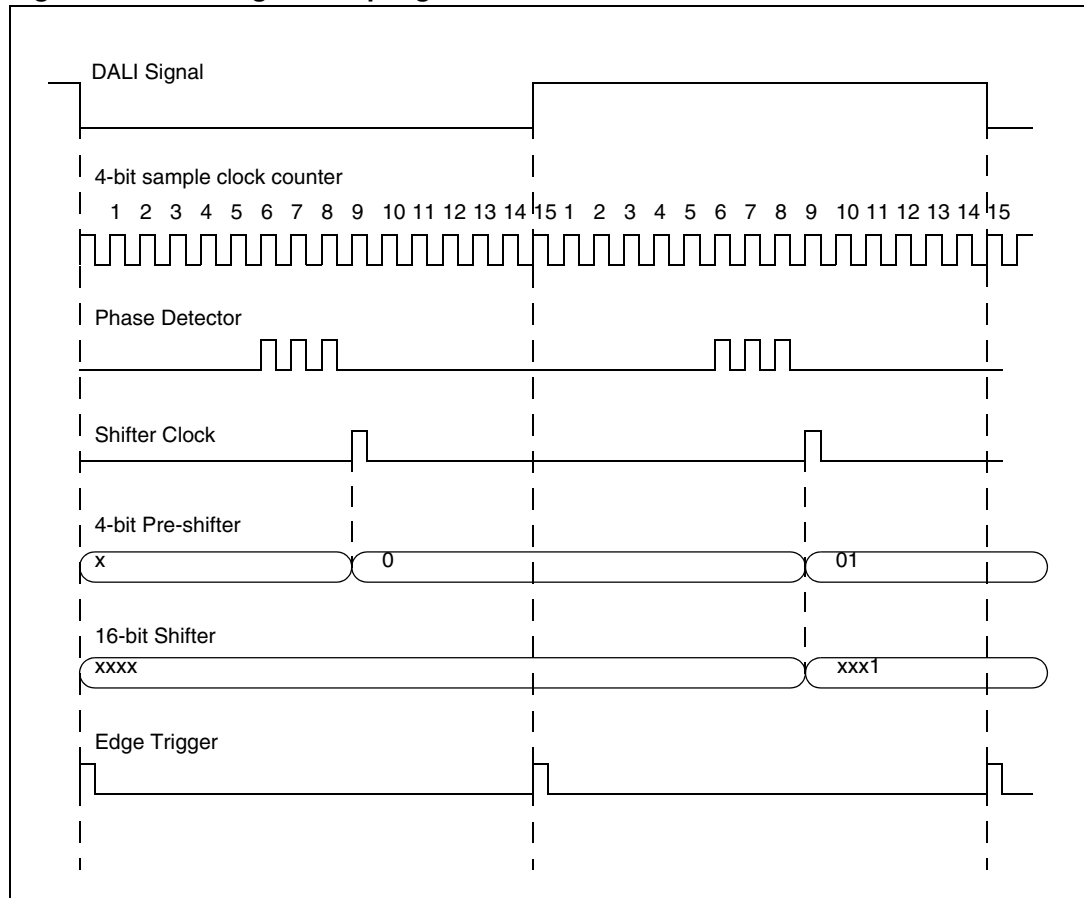 DALI Signal
4-bit sample clock counter
1 2 3 4 5 6 7 8 9 10 11 12 13 14 15 1 2 3 4 5 6 7 8 9 10 11 12 13 14 15
Phase Detector
Shifter Clock
4-bit Pre-shifter
x 0 01
16-bit Shifter
xxxx xxx1
Edge Trigger